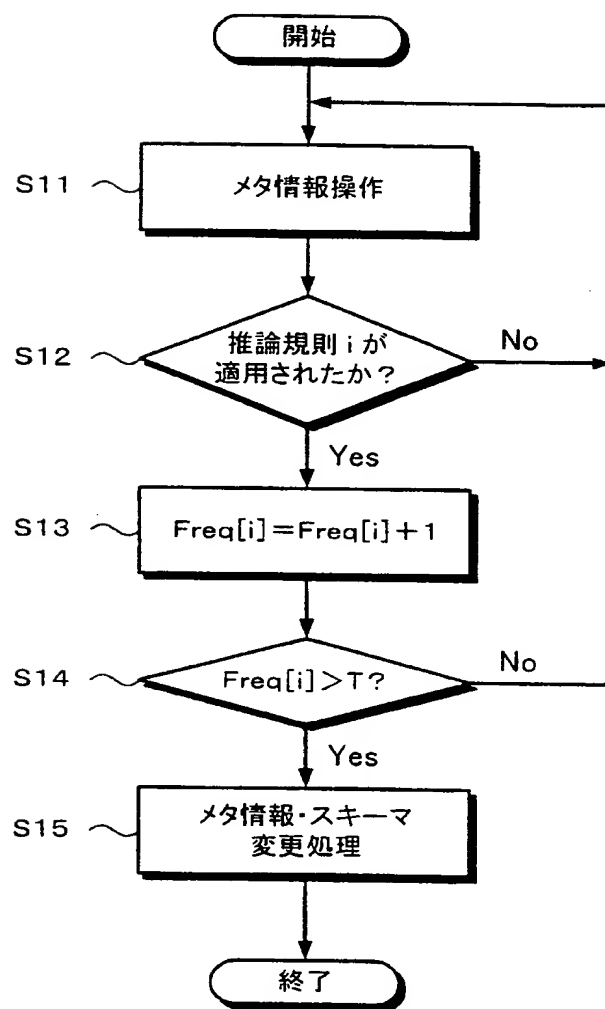 開始
S11
メタ情報操作
S12
推論規則 i が
適用されたか?
No
Yes
S13
Freq[i]=Freq[i]+1
S14
Freq[i]>T?
No
Yes
S15
メタ情報・スキーマ
変更処理
終了